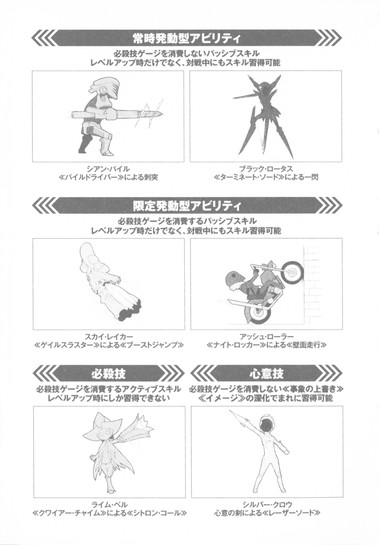 常時発動型アビリティ
必殺技ゲージを消費しないパッシブスキル
レベルアップ時だけでなく、対戦中にもスキル習得可能
シアン・パイル
≪パイルドライバー≫による刺突
ブラック・ロータス
≪ターミネート・ソード≫による一閃
限定発動型アビリティ
必殺技ゲージを消費するパッシブスキル
レベルアップ時だけでなく、対戦中にもスキル習得可能
スカイ・レイカー
≪ゲイルスラスター≫による≪ブーストジャンプ≫
アッシュ・ローラー
≪ナイト・ロッカー≫による≪壁面走行≫
必殺技
必殺技ゲージを消費するアクティブスキル
レベルアップ時にしか習得できない
ライム・ベル
≪クワイアー・チャイム≫による≪シトロン・コール≫
心意技
必殺技ゲージを消費しない≪事象の上書き≫
≪イメージ≫の深化でまれに習得可能
シルバー・クロウ
心意の剣による≪レーザーソード≫